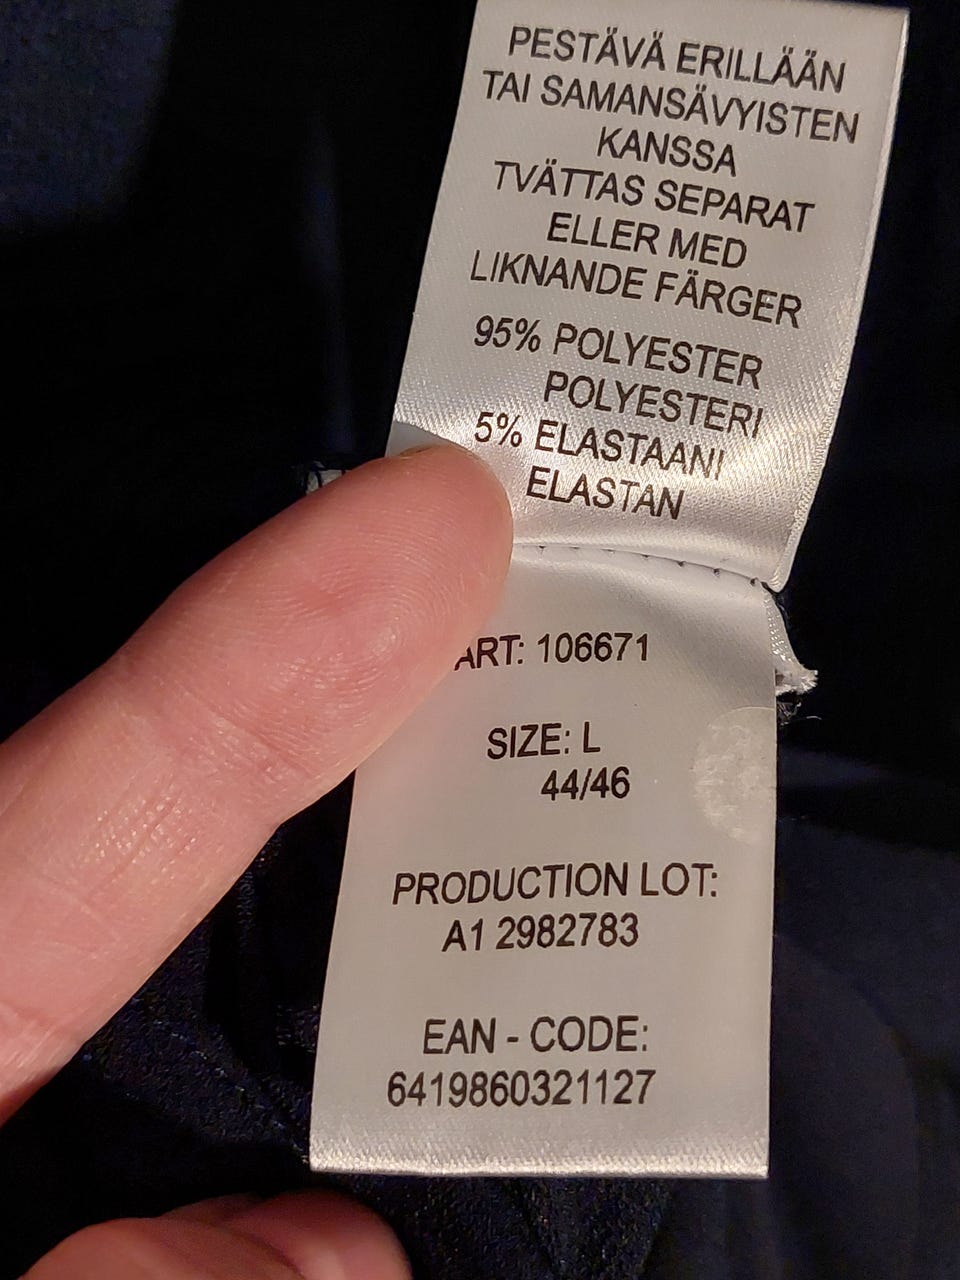 PESTÄVÄ ERILLÄÄN
TAI SAMANSÄVYISTEN
KANSSA
TVÄTTAS SEPARAT
ELLER MED
LIKNANDE FÄRGER
95% POLYESTER
POLYESTERI
5% ELASTAANI
ELASTAN
ART: 106671
SIZE: L
44/46
PRODUCTION LOT:
A1 2982783
EAN - CODE:
6419860321127